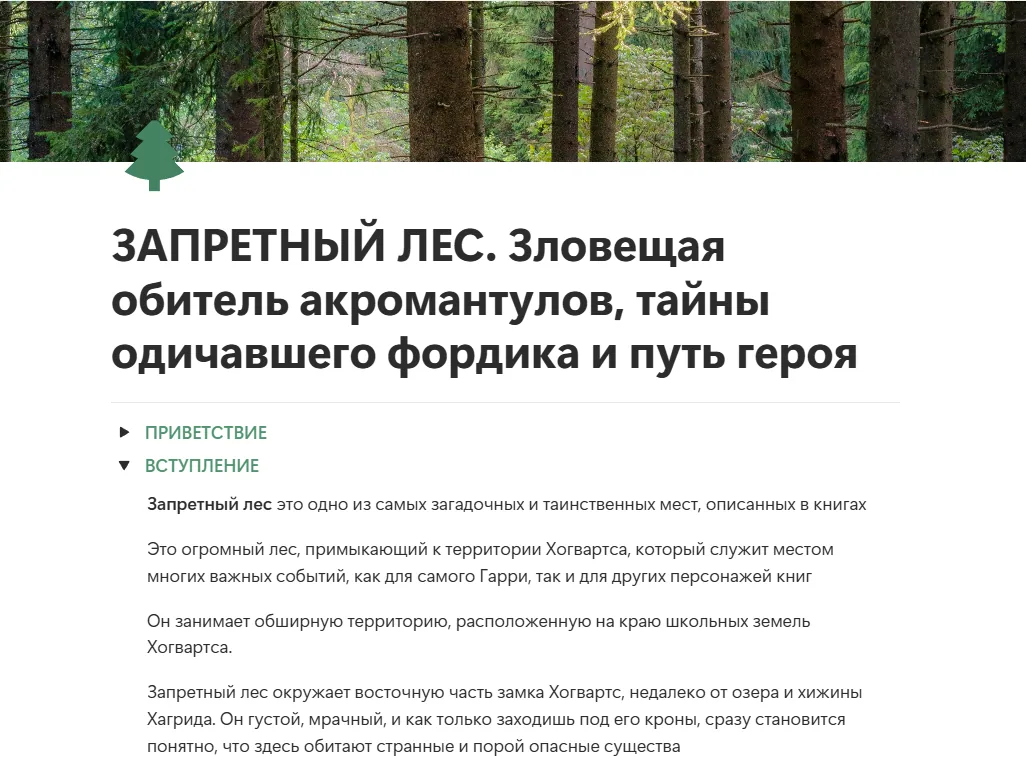 ЗАПРЕТНЫЙ ЛЕС. Зловещая
обитель акромантулов, тайны
одичавшего фордика и путь героя
ПРИВЕТСТВИЕ
ВСТУПЛЕНИЕ
Запретный лес это одно из самых загадочных и таинственных мест, описанных в книгах
Это огромный лес, примыкающий к территории Хогвартса, который служит местом
многих важных событий, как для самого Гарри, так и для других персонажей книг
Он занимает обширную территорию, расположенную на краю школьных земель
Хогвартса.
Запретный лес окружает восточную часть замка Хогвартс, недалеко от озера и хижины
Хагрида. Он густой, мрачный, и как только заходишь под его кроны, сразу становится
понятно, что здесь обитают странные и порой опасные существа